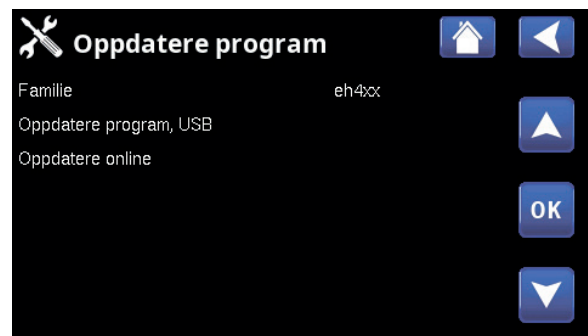 Oppdatere program
Familie eh4xx
Oppdatere program, USB
Oppdatere online
OK